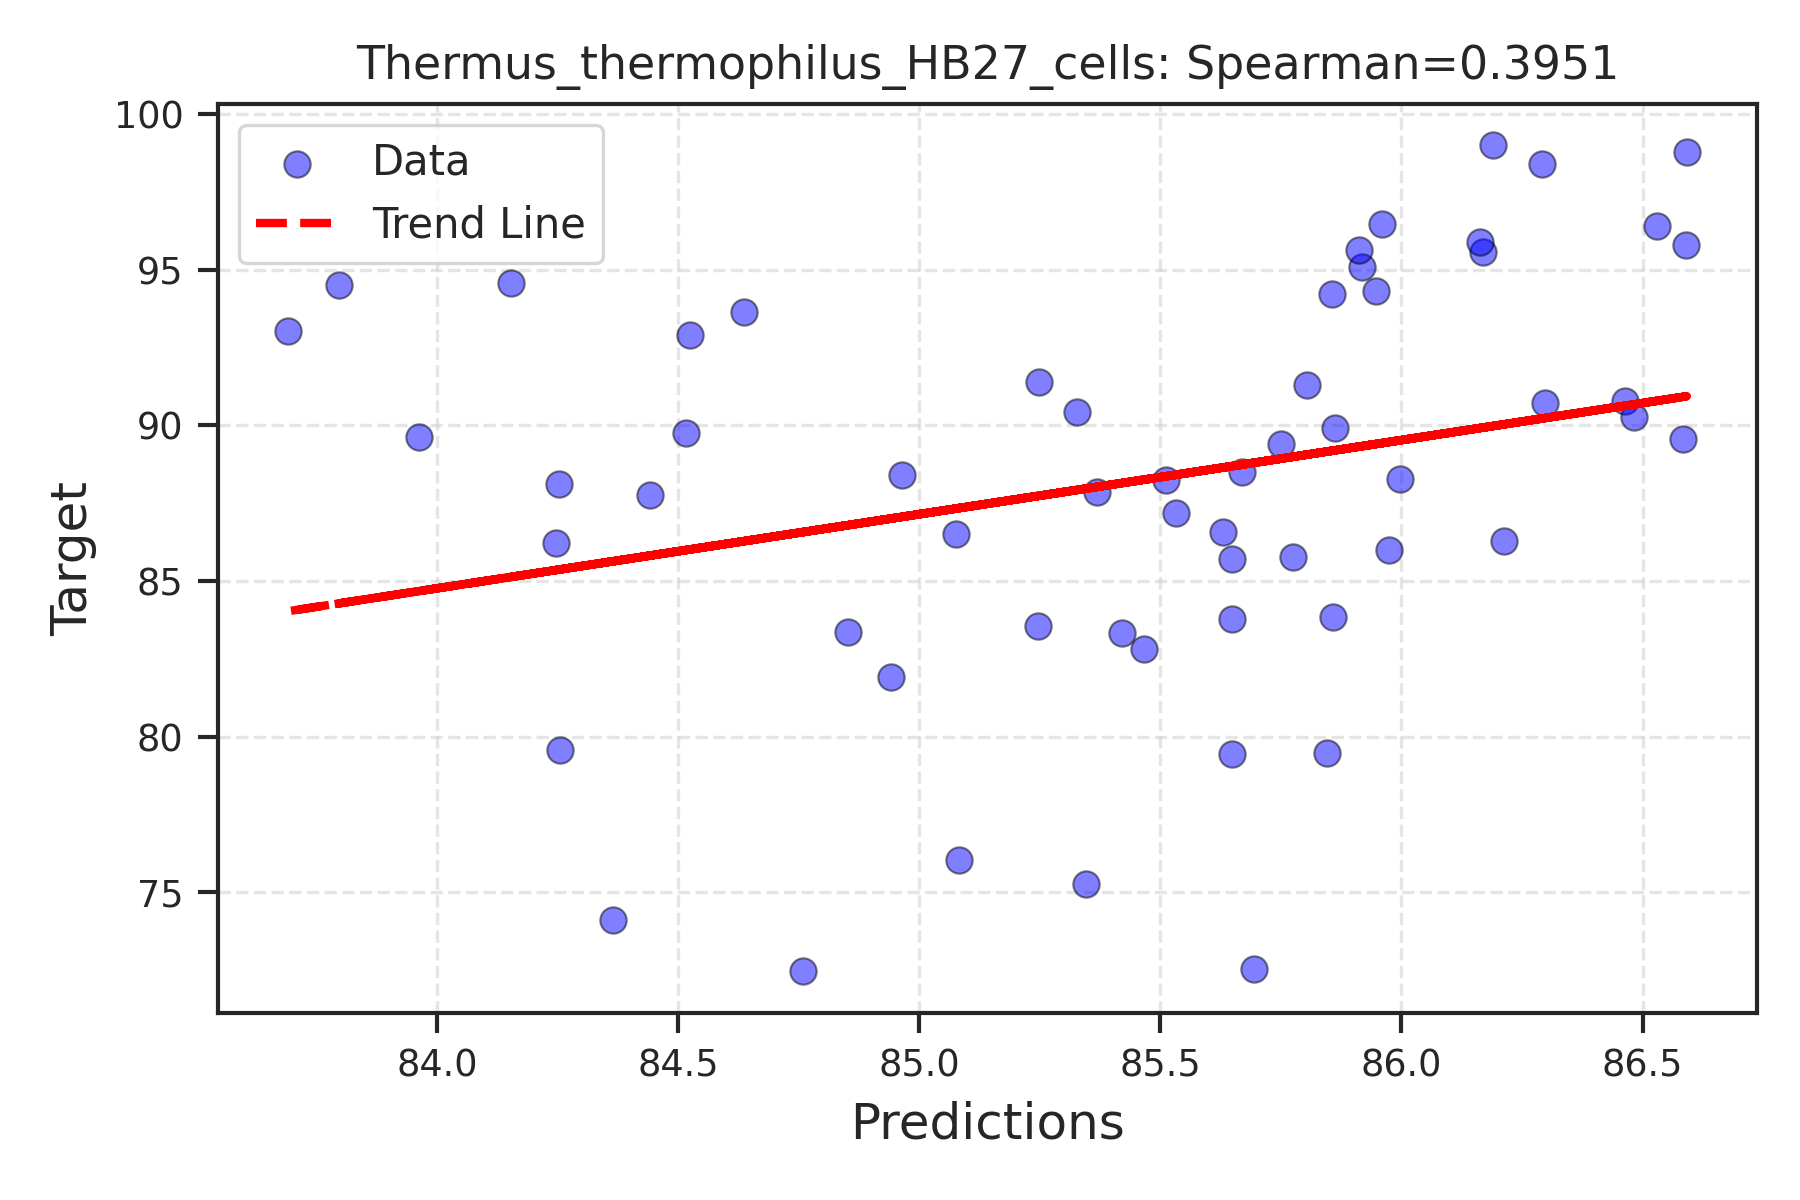 Thermus_thermophilus_HB27_cells: Spearman=0.3951
Data
Trend Line
Target
100
95
90
85
80
75
84.0 84.5 85.0 85.5 86.0 86.5
Predictions